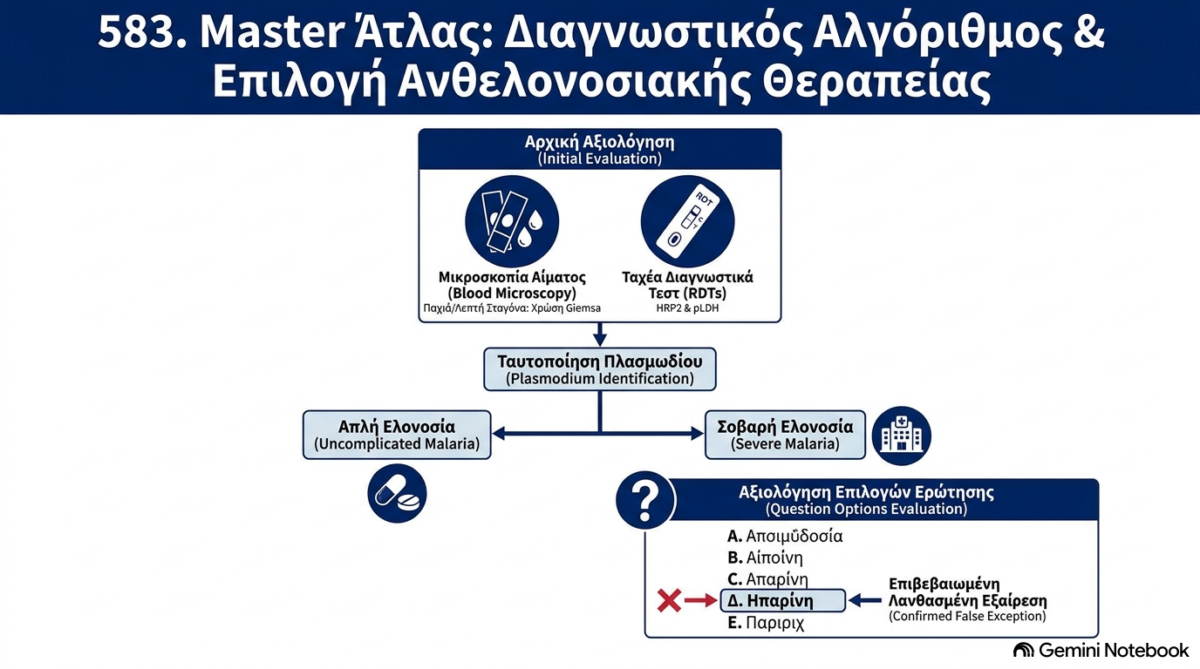 583. Master Άτλας: Διαγνωστικός Αλγόριθμος &
Επιλογή Ανθελονοσιακής Θεραπείας
Αρχική Αξιολόγηση
(Initial Evaluation)
RDT
C
T
Μικροσκοπία Αίματος
(Blood Microscopy)
Παχιά/Λεπτή Σταγόνα: Χρώση Giemsa
Ταχέα Διαγνωστικά
Τεστ (RDTs)
HRP2 & pLDH
Ταυτοποίηση Πλασμωδίου
(Plasmodium Identification)
Απλή Ελονοσία
(Uncomplicated Malaria)
Σοβαρή Ελονοσία
(Severe Malaria)
?
Αξιολόγηση Επιλογών Ερώτησης
(Question Options Evaluation)
A. Απσιμΰδοσία
B. Αίποίνη
C. Απαρίνη
Δ. Ηπαρίνη
E. Παριριχ
Επιβεβαιωμένη
Λανθασμένη Εξαίρεση
(Confirmed False Exception)
Gemini Notebook